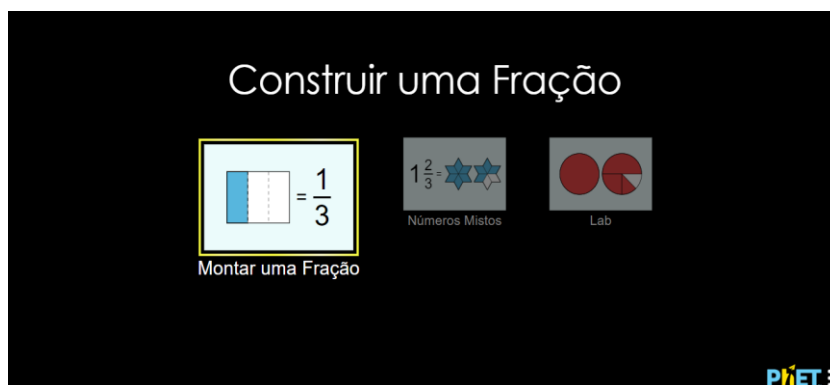 Construir uma Fração
= 1/3
1 2/3 =
Montar uma Fração
Números Mistos
Lab
PhET